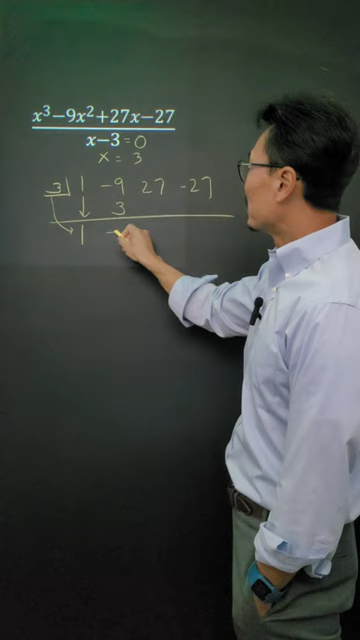 x³−9x²+27x−27
x−3 = 0
x = 3
3 1 −9 27 −27
3
1 −